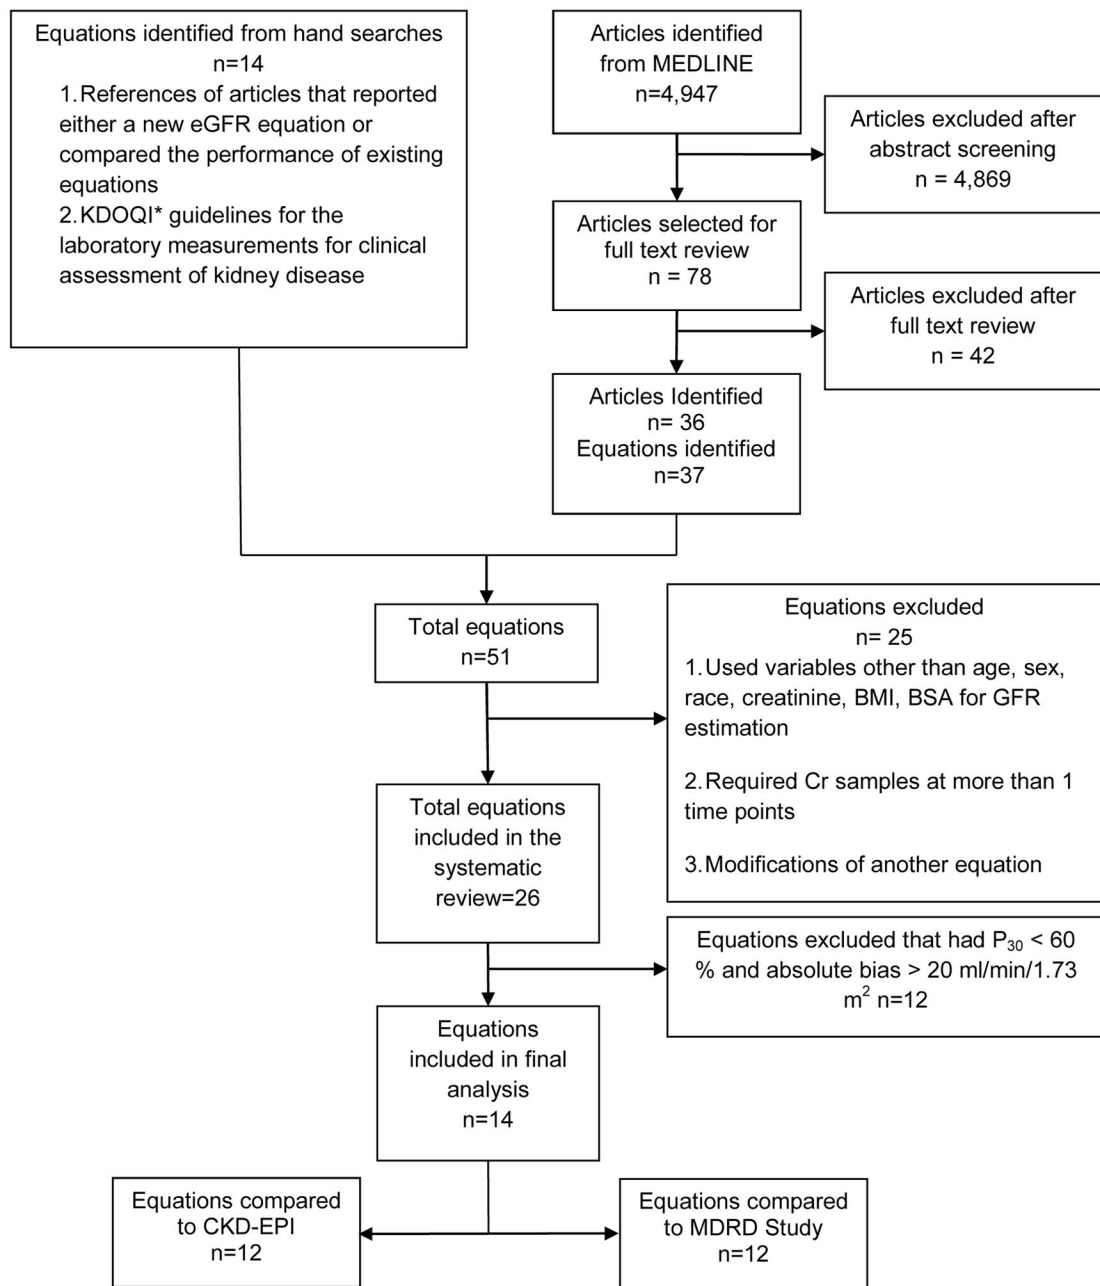 Equations identified from hand searches
n=14
1.References of articles that reported
either a new eGFR equation or
compared the performance of existing
equations
2.KDOQI* guidelines for the
laboratory measurements for clinical
assessment of kidney disease
Articles identified
from MEDLINE
n=4,947
Articles excluded after
abstract screening
n = 4,869
Articles selected for
full text review
n = 78
Articles excluded after
full text review
n = 42
Articles Identified
n= 36
Equations identified
n=37
Total equations
n=51
Equations excluded
n= 25
1.Used variables other than age, sex,
race, creatinine, BMI, BSA for GFR
estimation
2.Required Cr samples at more than 1
time points
3.Modifications of another equation
Total equations
included in the
systematic
review=26
Equations excluded that had P₃₀ < 60
% and absolute bias > 20 ml/min/1.73
m² n=12
Equations
included in final
analysis
n=14
Equations compared
to CKD-EPI
n=12
Equations compared
to MDRD Study
n=12